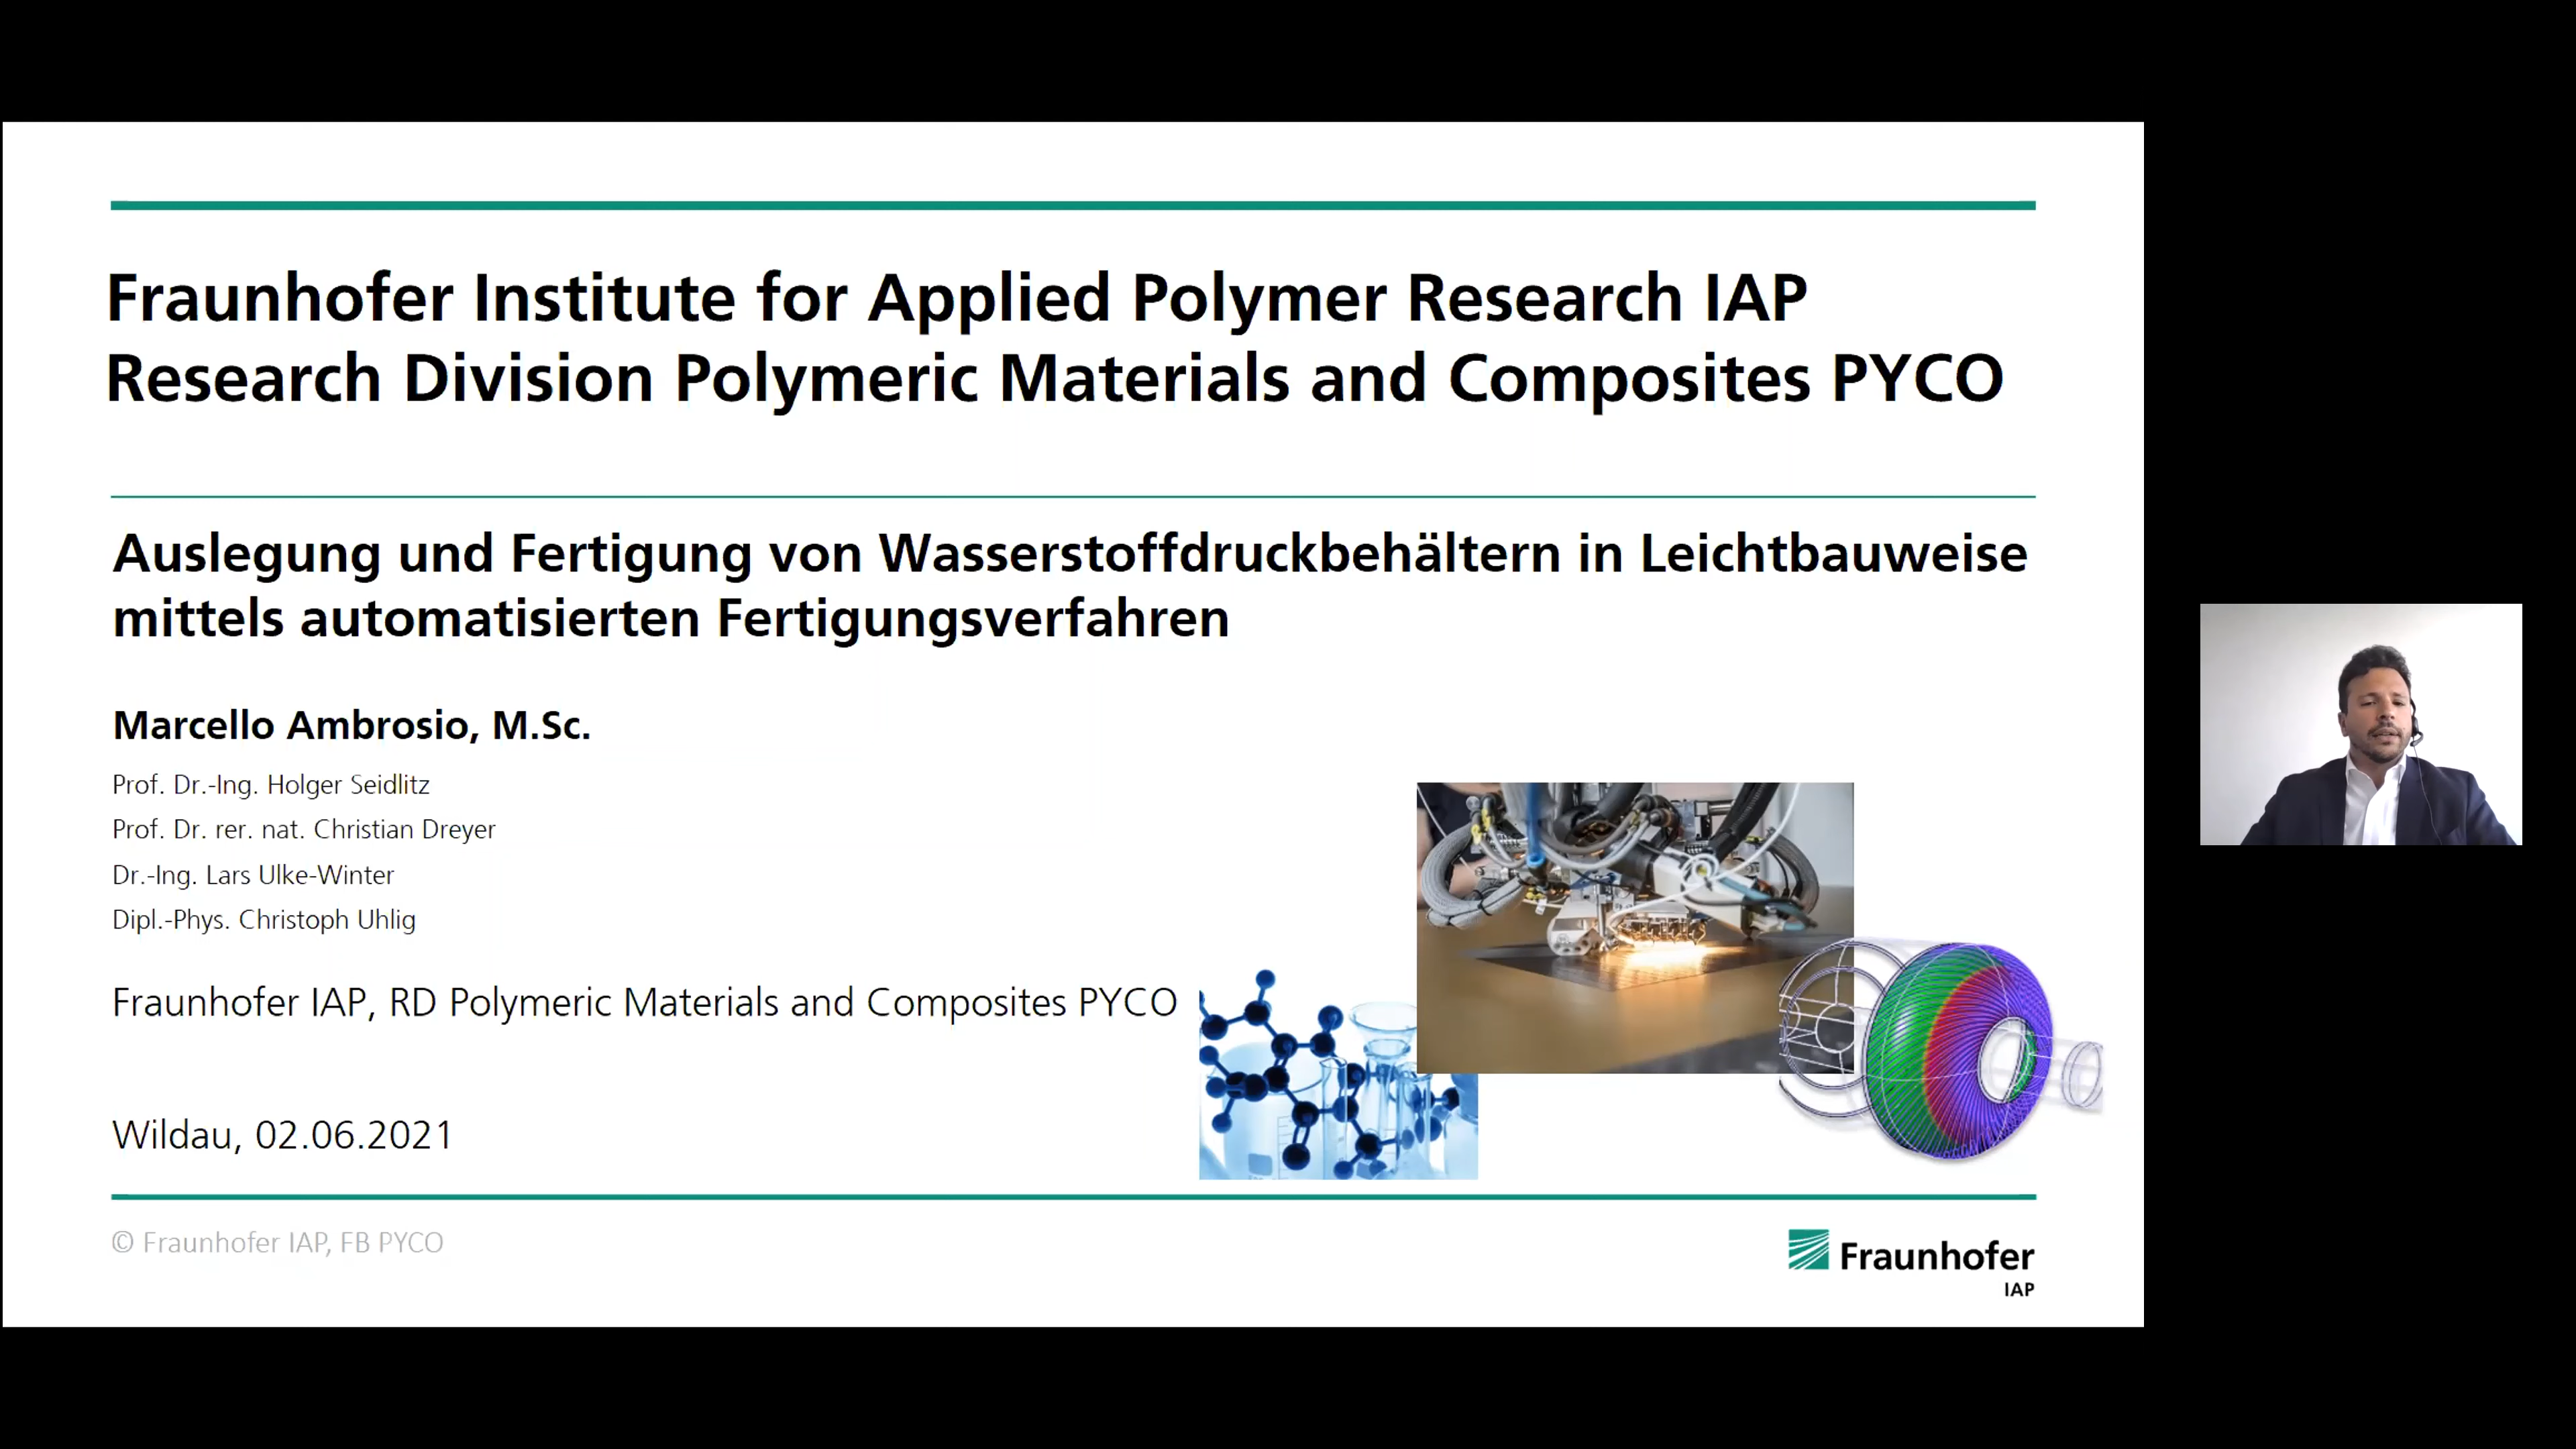 Fraunhofer Institute for Applied Polymer Research IAP
Research Division Polymeric Materials and Composites PYCO
Auslegung und Fertigung von Wasserstoffdruckbehältern in Leichtbauweise
mittels automatisierten Fertigungsverfahren
Marcello Ambrosio, M.Sc.
Prof. Dr.-Ing. Holger Seidlitz
Prof. Dr. rer. nat. Christian Dreyer
Dr.-Ing. Lars Ulke-Winter
Dipl.-Phys. Christoph Uhlig
Fraunhofer IAP, RD Polymeric Materials and Composites PYCO
Wildau, 02.06.2021
© Fraunhofer IAP, FB PYCO
Fraunhofer
IAP